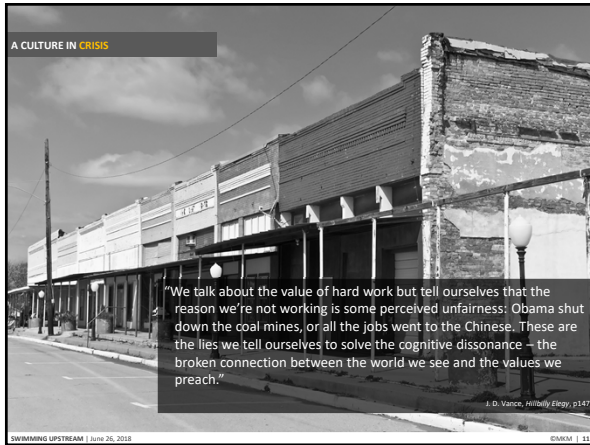 A CULTURE IN CRISIS
“We talk about the value of hard work but tell ourselves that the
reason we’re not working is some perceived unfairness: Obama shut
down the coal mines, or all the jobs went to the Chinese. These are
the lies we tell ourselves to solve the cognitive dissonance – the
broken connection between the world we see and the values we
preach.”
J. D. Vance, Hillbilly Elegy, p147
SWIMMING UPSTREAM | June 26, 2018
©MKM | 11